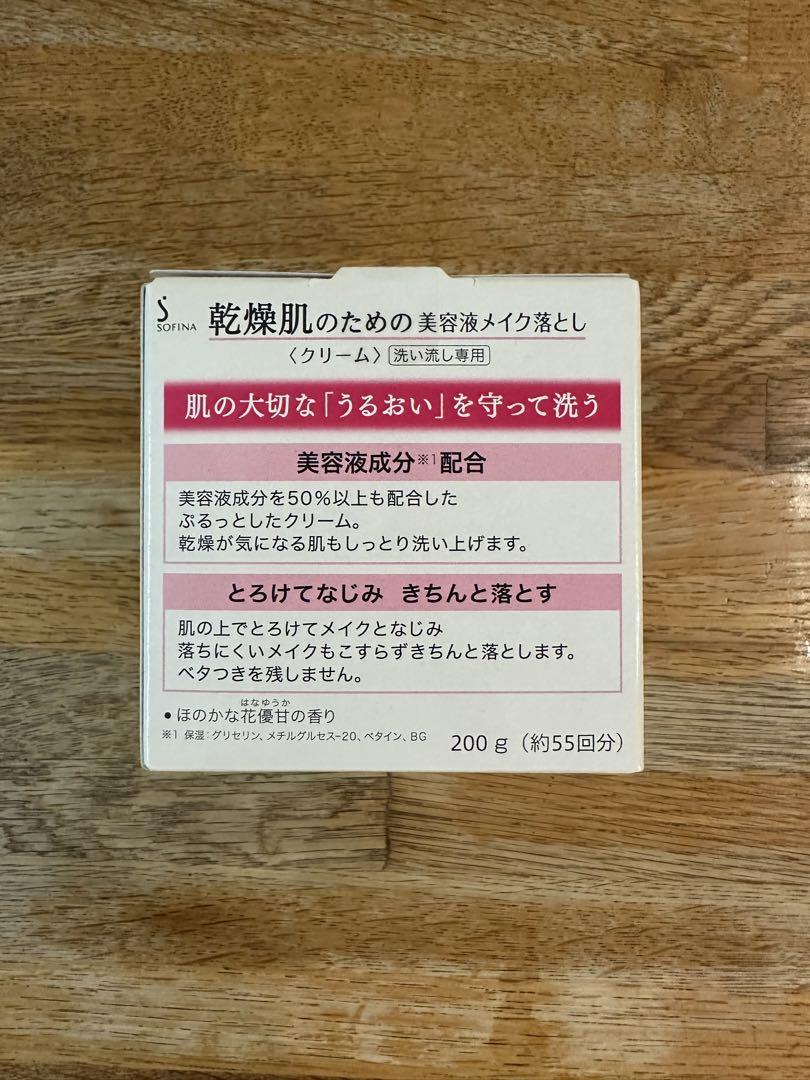 SOFINA
乾燥肌のための美容液メイク落とし
〈クリーム〉洗い流し専用
肌の大切な「うるおい」を守って洗う
美容液成分※1配合
美容液成分を50%以上も配合した
ぷるっとしたクリーム。
乾燥が気になる肌もしっとり洗い上げます。
とろけてなじみ きちんと落とす
肌の上でとろけてメイクとなじみ
落ちにくいメイクもこすらずきちんと落とします。
ベタつきを残しません。
はなゆうか
●ほのかな花優甘の香り
※1 保湿：グリセリン、メチルグルセス-20、ベタイン、BG
200 g（約55回分）